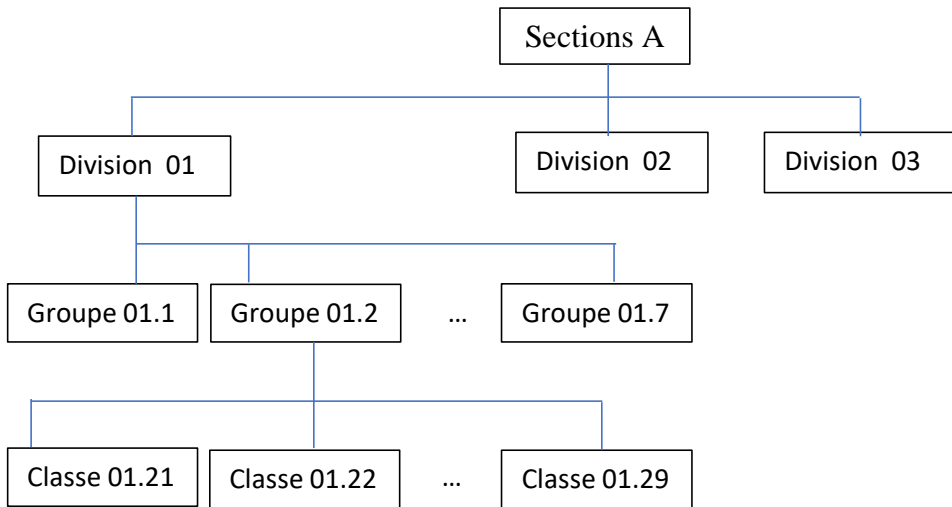 Sections A
Division 01
Division 02
Division 03
Groupe 01.1
Groupe 01.2
...
Groupe 01.7
Classe 01.21
Classe 01.22
...
Classe 01.29